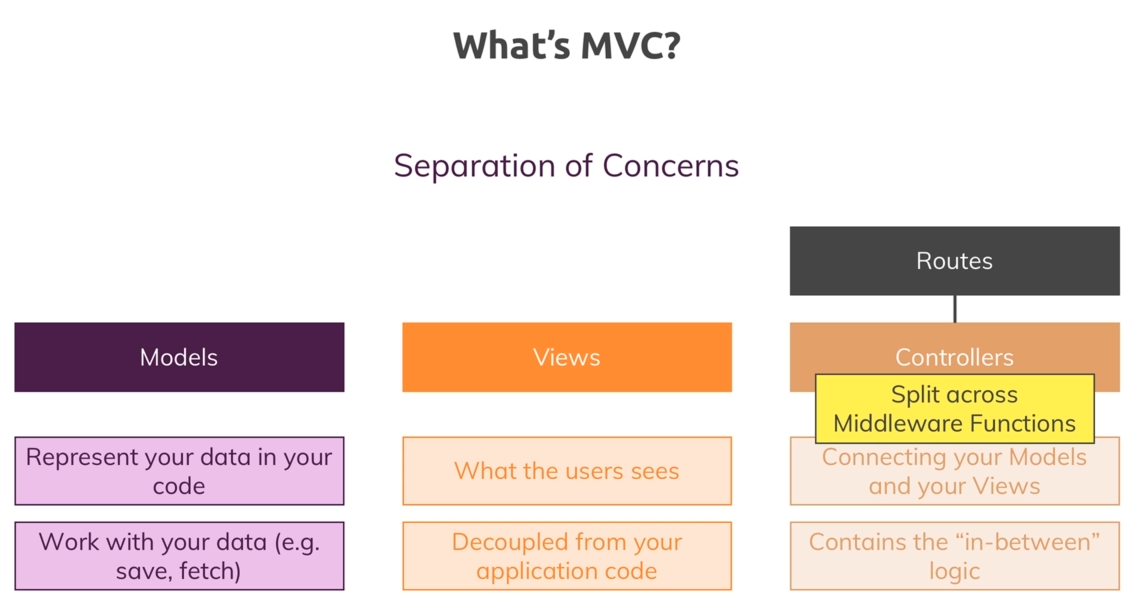 What's MVC?
Separation of Concerns
Routes
Models
Views
Controllers
Split across
Middleware Functions
Represent your data in your
code
What the users sees
Connecting your Models
and your Views
Work with your data (e.g.
save, fetch)
Decoupled from your
application code
Contains the “in-between”
logic